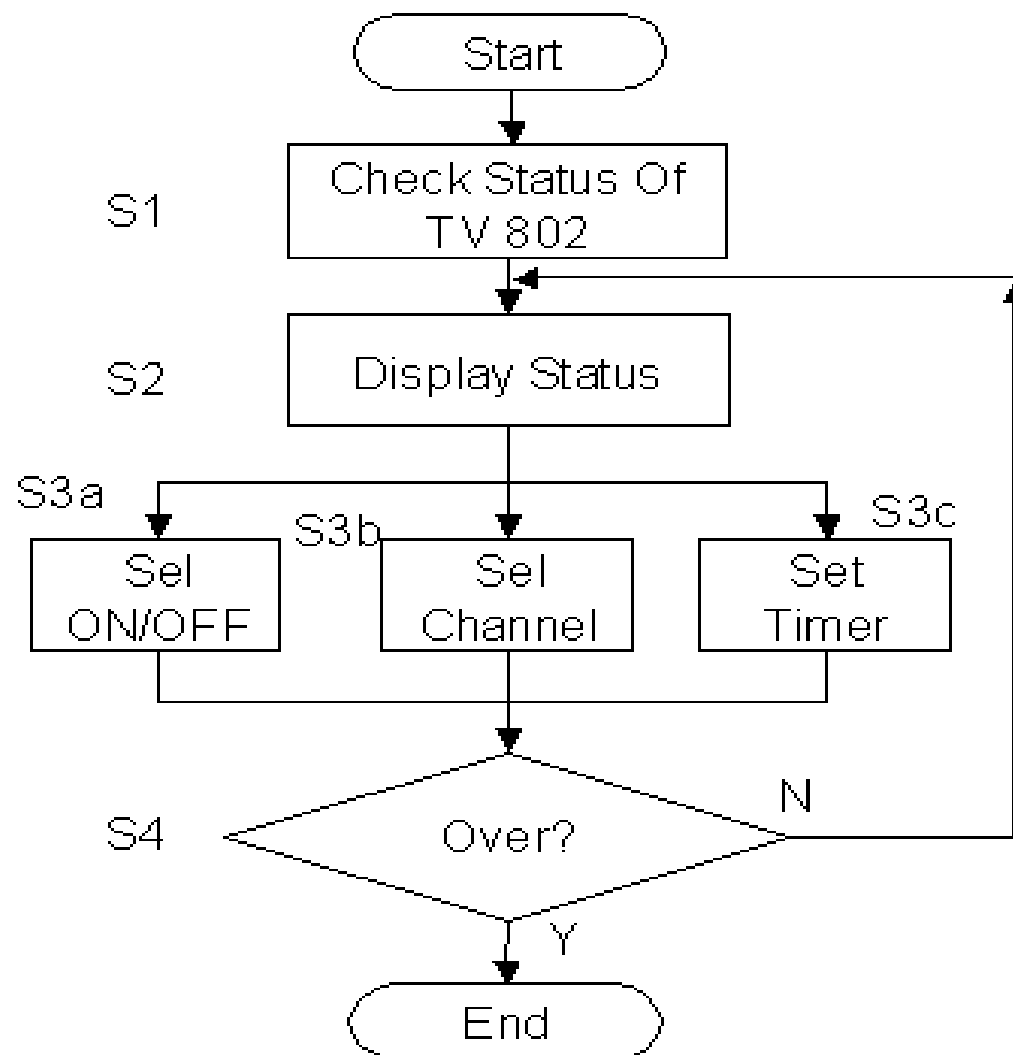 Start
S1
Check Status Of
TV 802
S2
Display Status
S3a
S3b
S3c
Sel
ON/OFF
Sel
Channel
Set
Timer
S4
Over?
N
Y
End